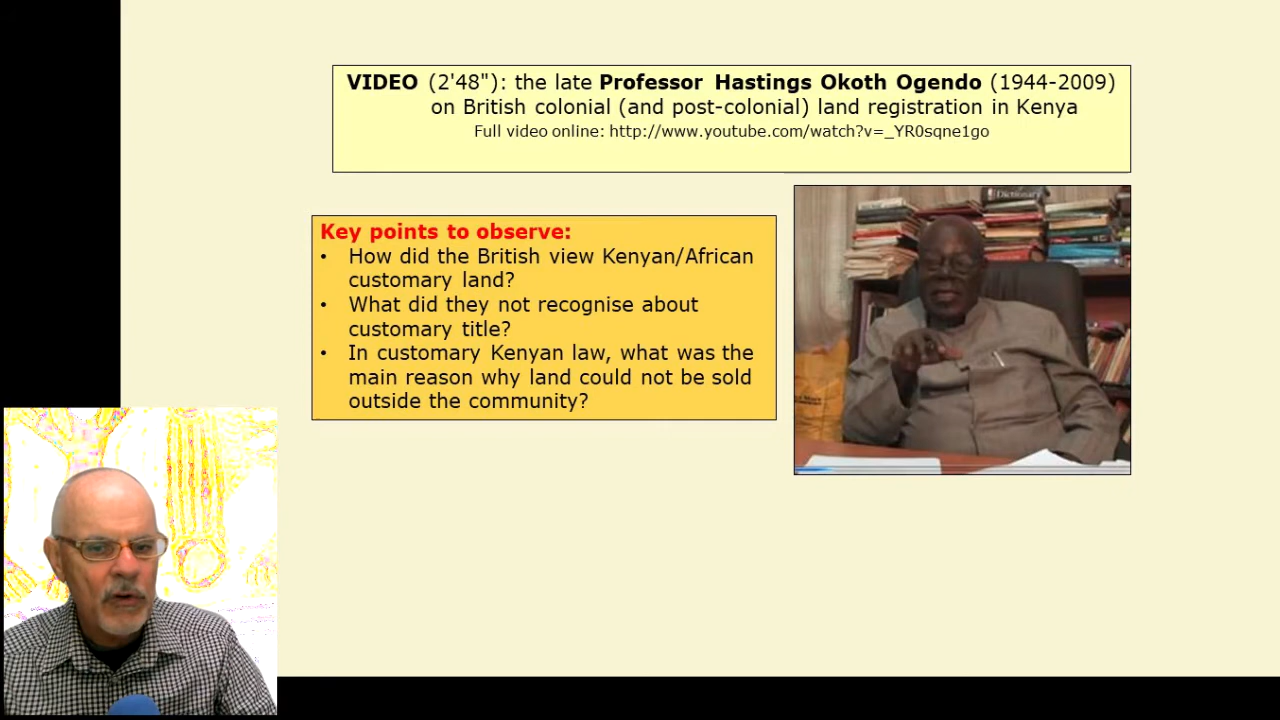 VIDEO (2'48"): the late Professor Hastings Okoth Ogendo (1944-2009)
on British colonial (and post-colonial) land registration in Kenya
Full video online: http://www.youtube.com/watch?v=_YR0sqne1go
Key points to observe:
• How did the British view Kenyan/African
customary land?
• What did they not recognise about
customary title?
• In customary Kenyan law, what was the
main reason why land could not be sold
outside the community?
Dictionary